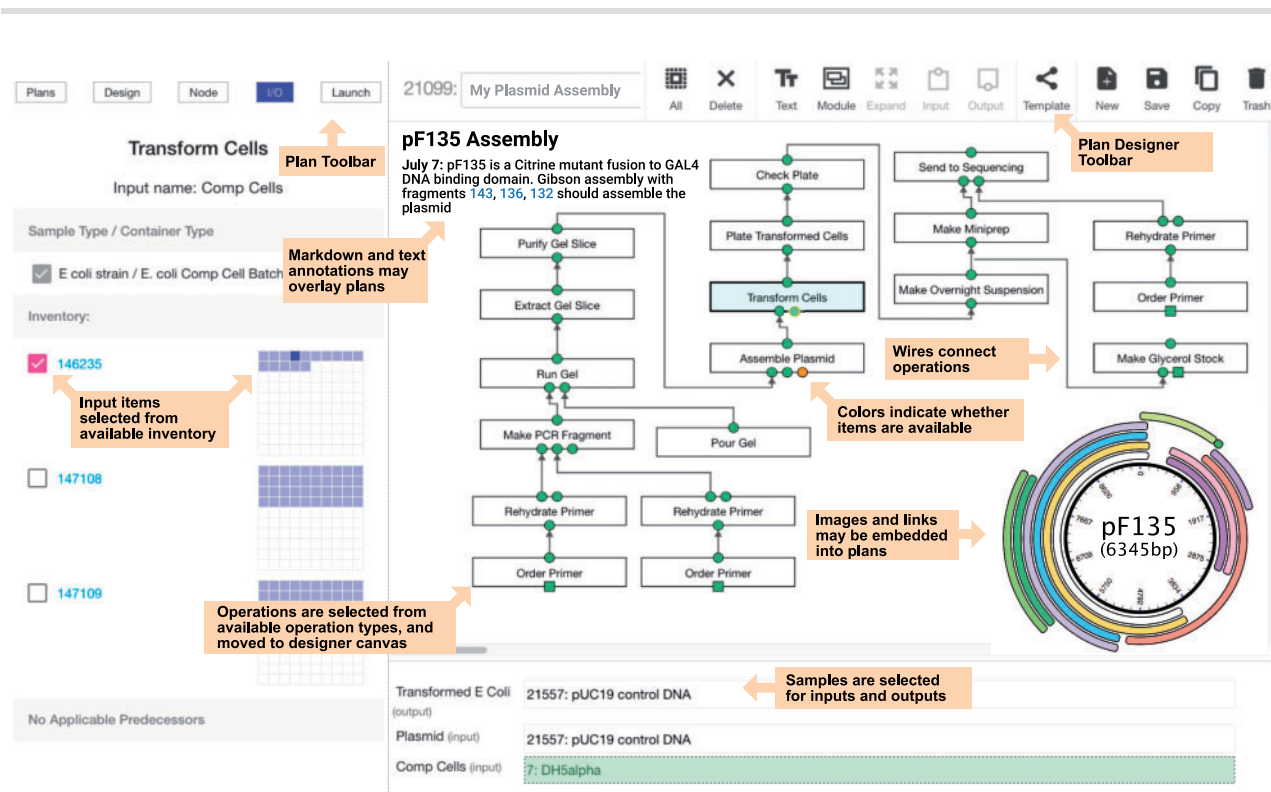 Plans
Design
Node
I/O
Launch
Transform Cells
Plan Toolbar
Input name: Comp Cells
Sample Type / Container Type
E coli strain / E. coli Comp Cell Batch
Inventory:
146235
Input items
selected from
available inventory
147108
147109
No Applicable Predecessors
21099:
My Plasmid Assembly
All
Delete
Text
Module
Expand
Input
Output
Template
New
Save
Copy
Trash
Plan Designer
Toolbar
pF135 Assembly
July 7: pF135 is a Citrine mutant fusion to GAL4
DNA binding domain. Gibson assembly with
fragments 143, 136, 132 should assemble the
plasmid
Markdown and text
annotations may
overlay plans
Check Plate
Send to Sequencing
Purify Gel Slice
Plate Transformed Cells
Make Miniprep
Rehydrate Primer
Extract Gel Slice
Transform Cells
Make Overnight Suspension
Order Primer
Run Gel
Assemble Plasmid
Wires connect
operations
Make Glycerol Stock
Colors indicate whether
items are available
Make PCR Fragment
Pour Gel
Rehydrate Primer
Rehydrate Primer
Images and links
may be embedded
into plans
Order Primer
Order Primer
Operations are selected from
available operation types, and
moved to designer canvas
pF135
(6345bp)
0
958
1917
2875
3834
4792
5750
6709
7667
Samples are selected
for inputs and outputs
Transformed E Coli
(output)
21557: pUC19 control DNA
Plasmid (input)
21557: pUC19 control DNA
Comp Cells (input)
7: DH5alpha